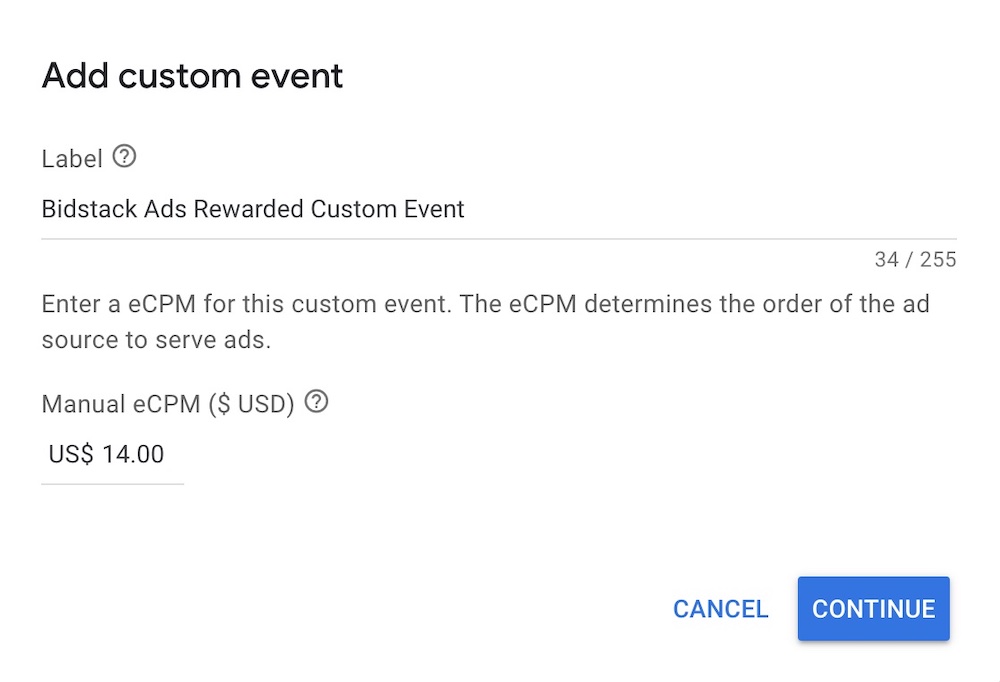 Add custom event
Label
Bidstack Ads Rewarded Custom Event
34 / 255
Enter a eCPM for this custom event. The eCPM determines the order of the ad
source to serve ads.
Manual eCPM ($ USD)
US$ 14.00
CANCEL
CONTINUE